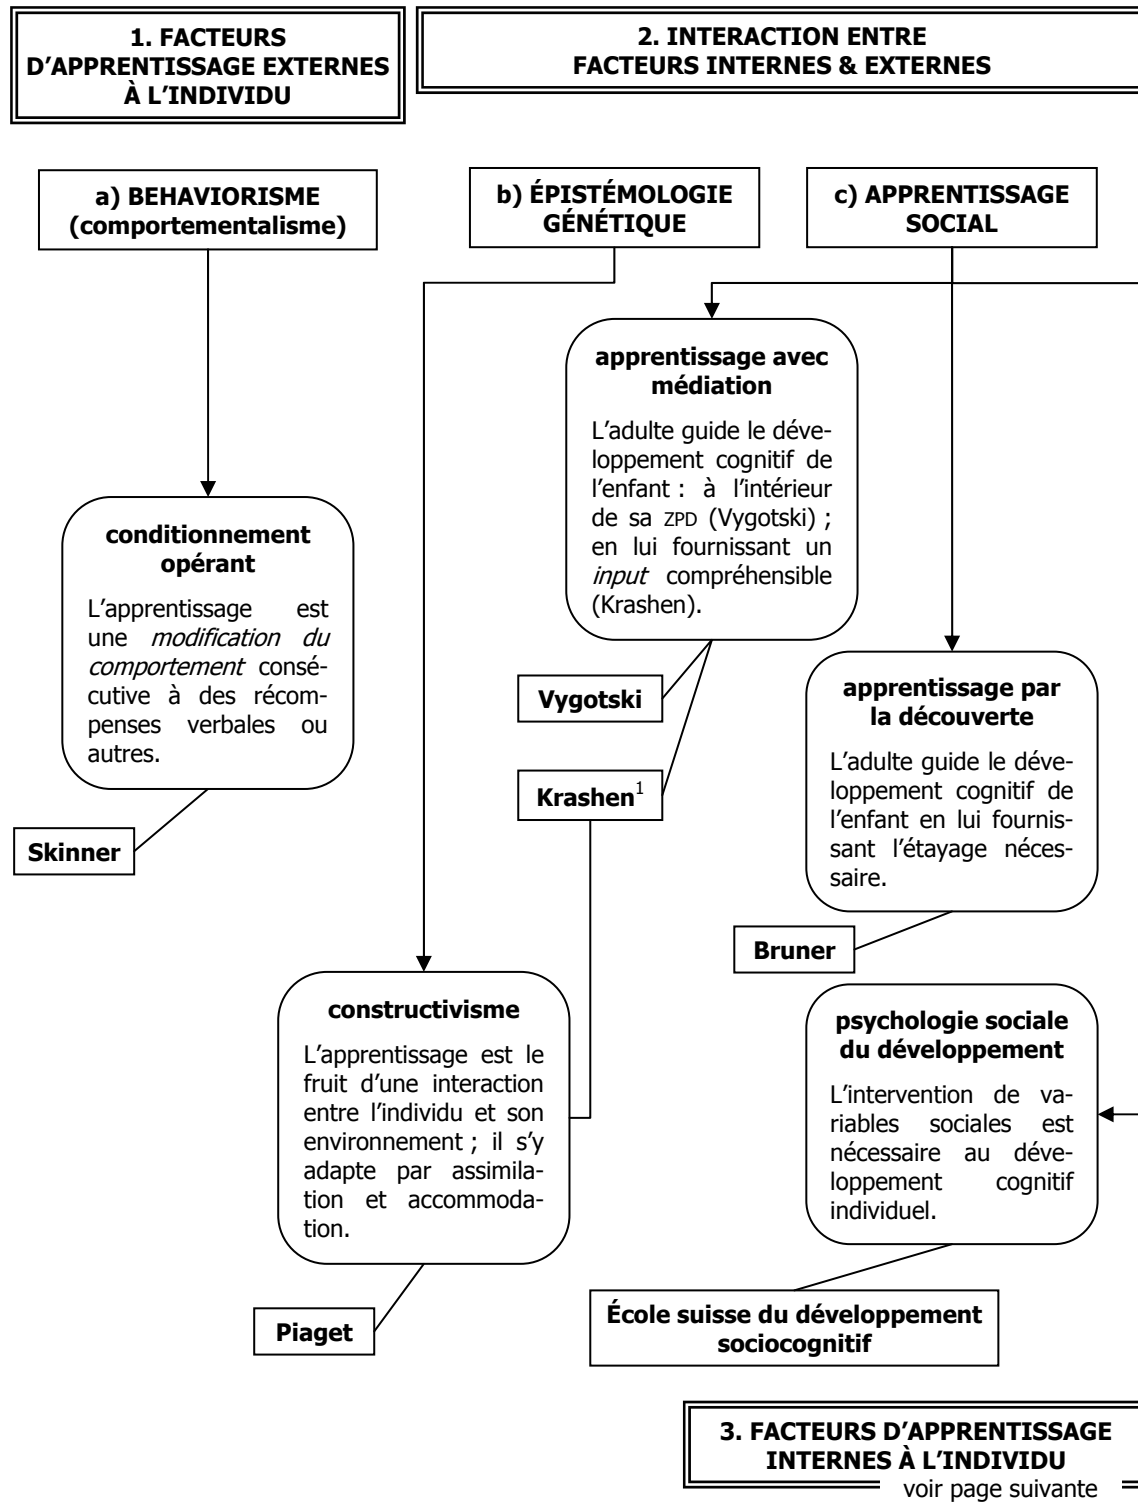 1. FACTEURS
D’APPRENTISSAGE EXTERNES
À L’INDIVIDU
2. INTERACTION ENTRE
FACTEURS INTERNES & EXTERNES
a) BEHAVIORISME
(comportementalisme)
b) ÉPISTÉMOLOGIE
GÉNÉTIQUE
c) APPRENTISSAGE
SOCIAL
apprentissage avec
médiation
L’adulte guide le déve-
loppement cognitif de
l’enfant : à l’intérieur
de sa ZPD (Vygotski) ;
en lui fournissant un
input compréhensible
(Krashen).
conditionnement
opérant
L’apprentissage est
une modification du
comportement consé-
cutive à des récom-
penses verbales ou
autres.
Vygotski
Krashen1
Skinner
apprentissage par
la découverte
L’adulte guide le déve-
loppement cognitif de
l’enfant en lui fournis-
sant l’étayage néces-
saire.
Bruner
constructivisme
L’apprentissage est le
fruit d’une interaction
entre l’individu et son
environnement ; il s’y
adapte par assimila-
tion et accommoda-
tion.
Piaget
psychologie sociale
du développement
L’intervention de va-
riables sociales est
nécessaire au déve-
loppement cognitif
individuel.
École suisse du développement
sociocognitif
3. FACTEURS D’APPRENTISSAGE
INTERNES À L’INDIVIDU
voir page suivante